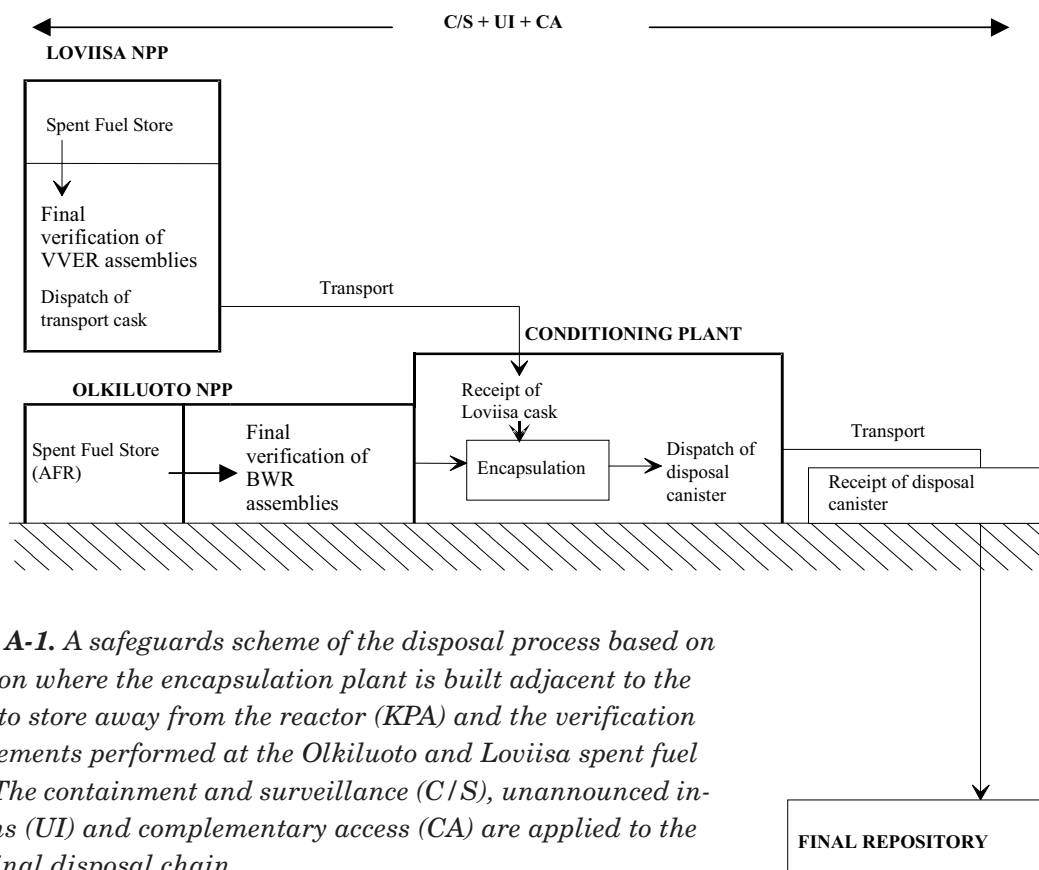 C/S + UI + CA
LOVIISA NPP
Spent Fuel Store
Final
verification of
VVER assemblies
Dispatch of
transport cask
Transport
CONDITIONING PLANT
OLKILUOTO NPP
Receipt of
Loviisa cask
Spent Fuel Store
(AFR)
Final
verification of
BWR
assemblies
Encapsulation
Dispatch of
disposal
canister
Transport
Receipt of disposal
canister
A-1. A safeguards scheme of the disposal process based on
on where the encapsulation plant is built adjacent to the
to store away from the reactor (KPA) and the verification
ements performed at the Olkiluoto and Loviisa spent fuel
The containment and surveillance (C/S), unannounced in-
ns (UI) and complementary access (CA) are applied to the
inal disposal chain
FINAL REPOSITORY